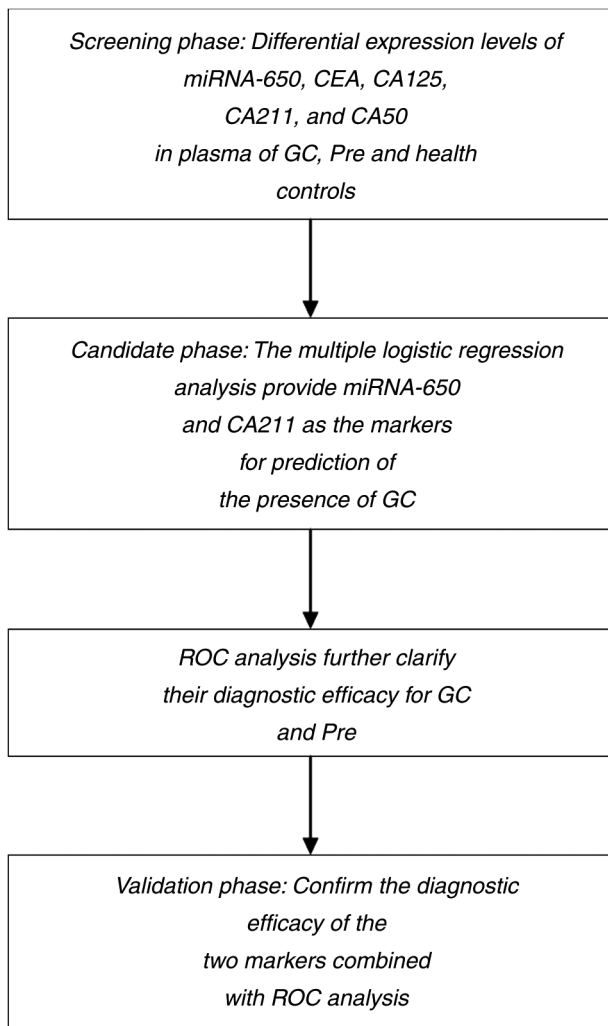 Screening phase: Differential expression levels of
miRNA-650, CEA, CA125,
CA211, and CA50
in plasma of GC, Pre and health
controls
Candidate phase: The multiple logistic regression
analysis provide miRNA-650
and CA211 as the markers
for prediction of
the presence of GC
ROC analysis further clarify
their diagnostic efficacy for GC
and Pre
Validation phase: Confirm the diagnostic
efficacy of the
two markers combined
with ROC analysis